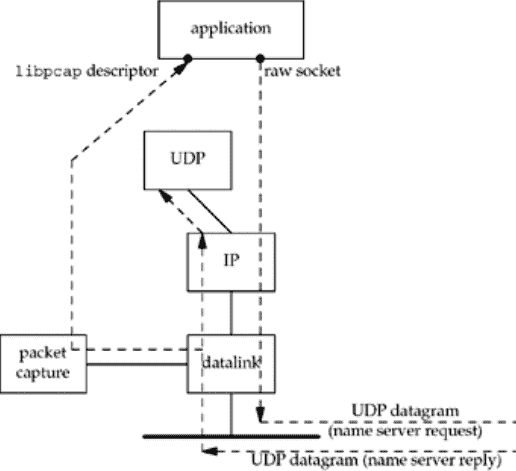 application
libpcap descriptor
raw socket
UDP
IP
packet
capture
datalink
UDP datagram
(name server request)
UDP datagram (name server reply)